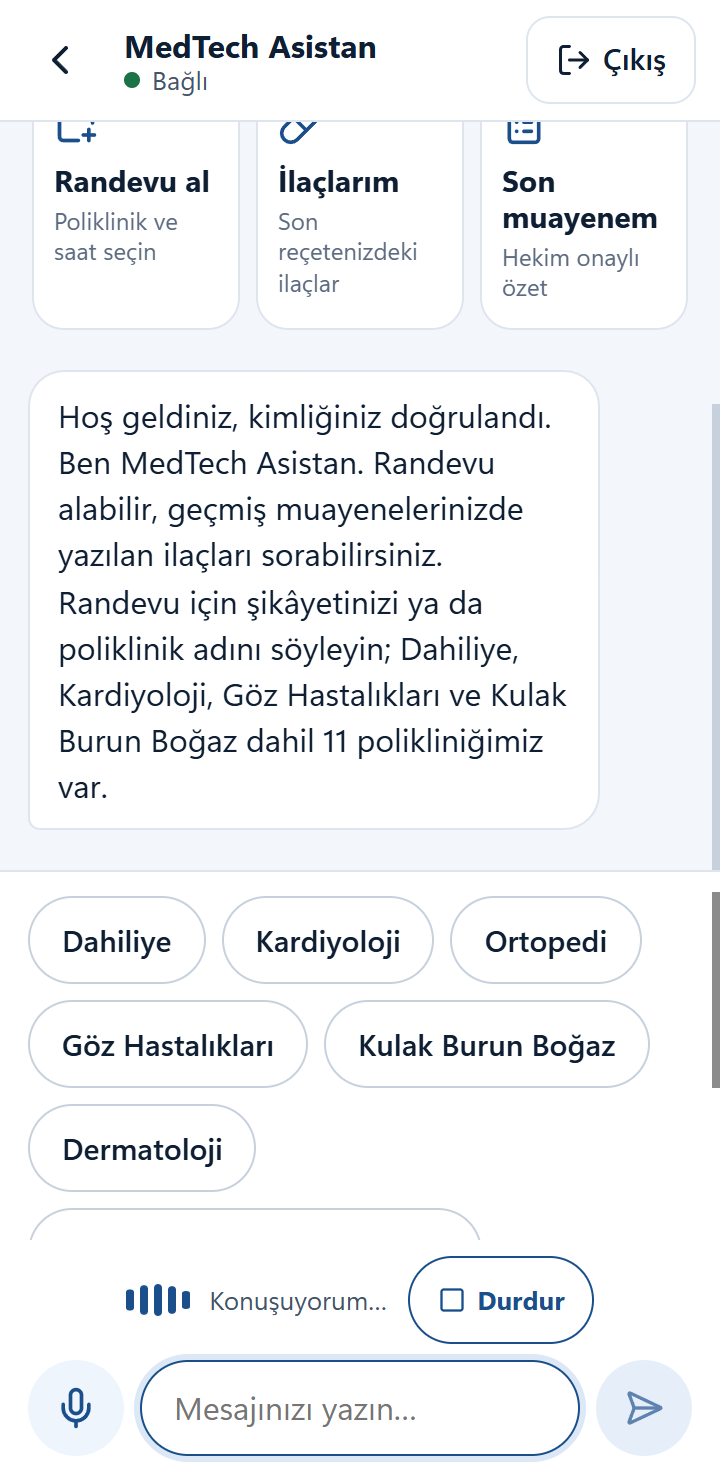 MedTech Asistan
Bağlı
Çıkış
Randevu al
Poliklinik ve
saat seçin
İlaçlarım
Son
reçetenizdeki
ilaçlar
Son
muayenem
Hekim onaylı
özet
Hoş geldiniz, kimliğiniz doğrulandı.
Ben MedTech Asistan. Randevu
alabilir, geçmiş muayenelerinizde
yazılan ilaçları sorabilirsiniz.
Randevu için şikâyetinizi ya da
poliklinik adını söyleyin; Dahiliye,
Kardiyoloji, Göz Hastalıkları ve Kulak
Burun Boğaz dahil 11 polikliniğimiz
var.
Dahiliye
Kardiyoloji
Ortopedi
Göz Hastalıkları
Kulak Burun Boğaz
Dermatoloji
Konuşuyorum...
Durdur
Mesajınızı yazın...